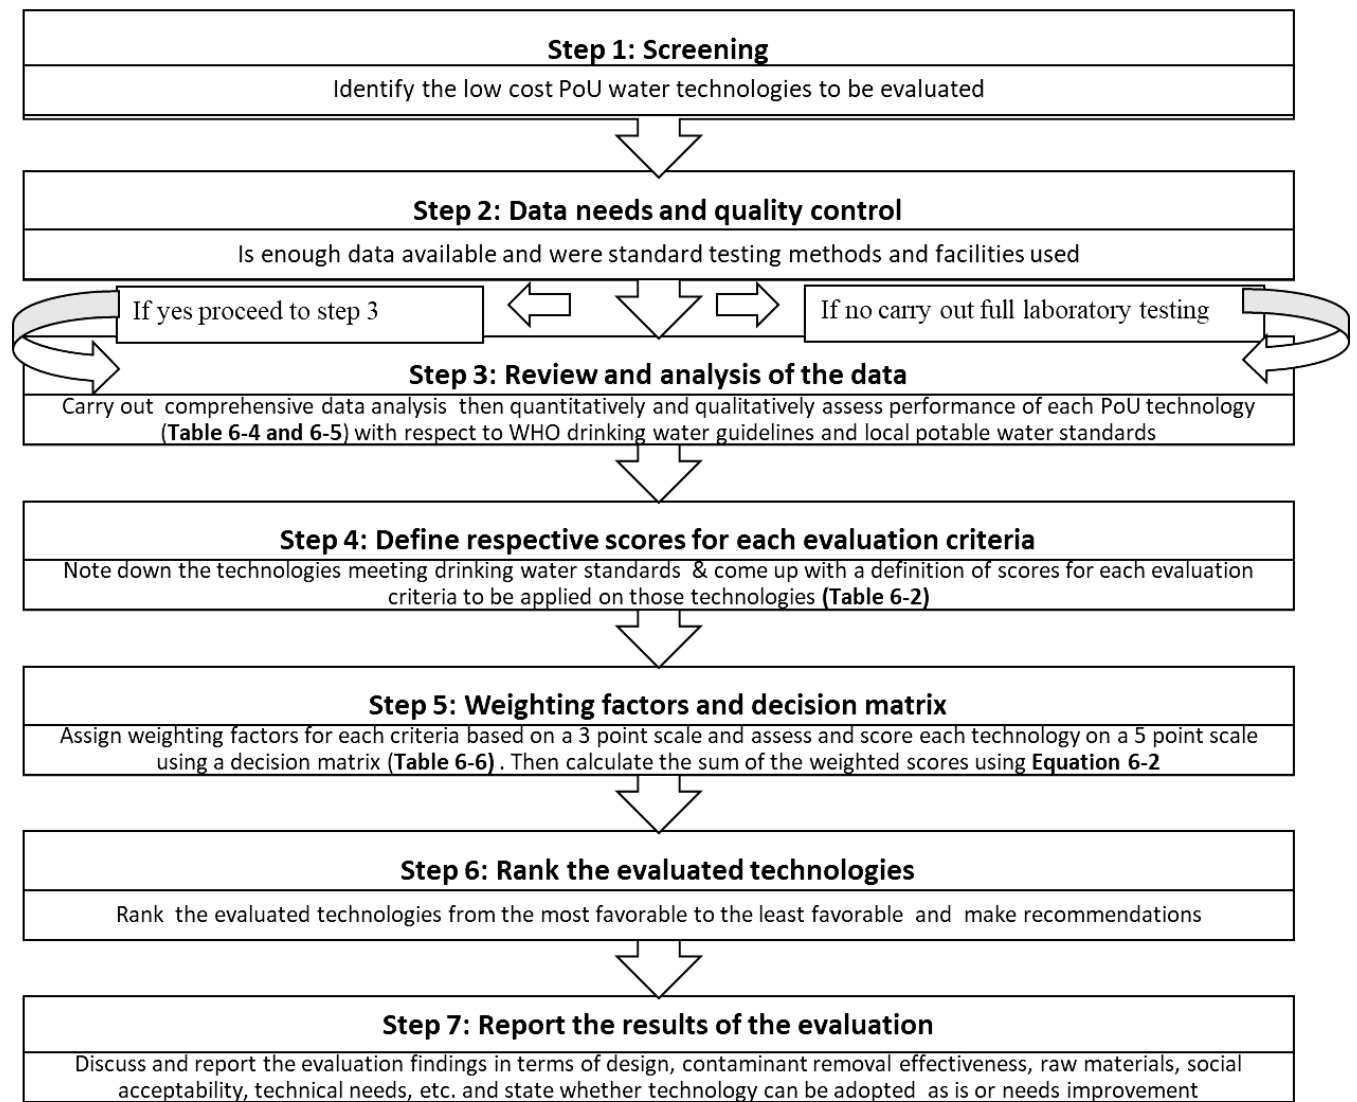 Step 1: Screening
Identify the low cost PoU water technologies to be evaluated
Step 2: Data needs and quality control
Is enough data available and were standard testing methods and facilities used
If yes proceed to step 3
If no carry out full laboratory testing
Step 3: Review and analysis of the data
Carry out comprehensive data analysis then quantitatively and qualitatively assess performance of each PoU technology
(Table 6-4 and 6-5) with respect to WHO drinking water guidelines and local potable water standards
Step 4: Define respective scores for each evaluation criteria
Note down the technologies meeting drinking water standards & come up with a definition of scores for each evaluation
criteria to be applied on those technologies (Table 6-2)
Step 5: Weighting factors and decision matrix
Assign weighting factors for each criteria based on a 3 point scale and assess and score each technology on a 5 point scale
using a decision matrix (Table 6-6) . Then calculate the sum of the weighted scores using Equation 6-2
Step 6: Rank the evaluated technologies
Rank the evaluated technologies from the most favorable to the least favorable and make recommendations
Step 7: Report the results of the evaluation
Discuss and report the evaluation findings in terms of design, contaminant removal effectiveness, raw materials, social
acceptability, technical needs, etc. and state whether technology can be adopted as is or needs improvement